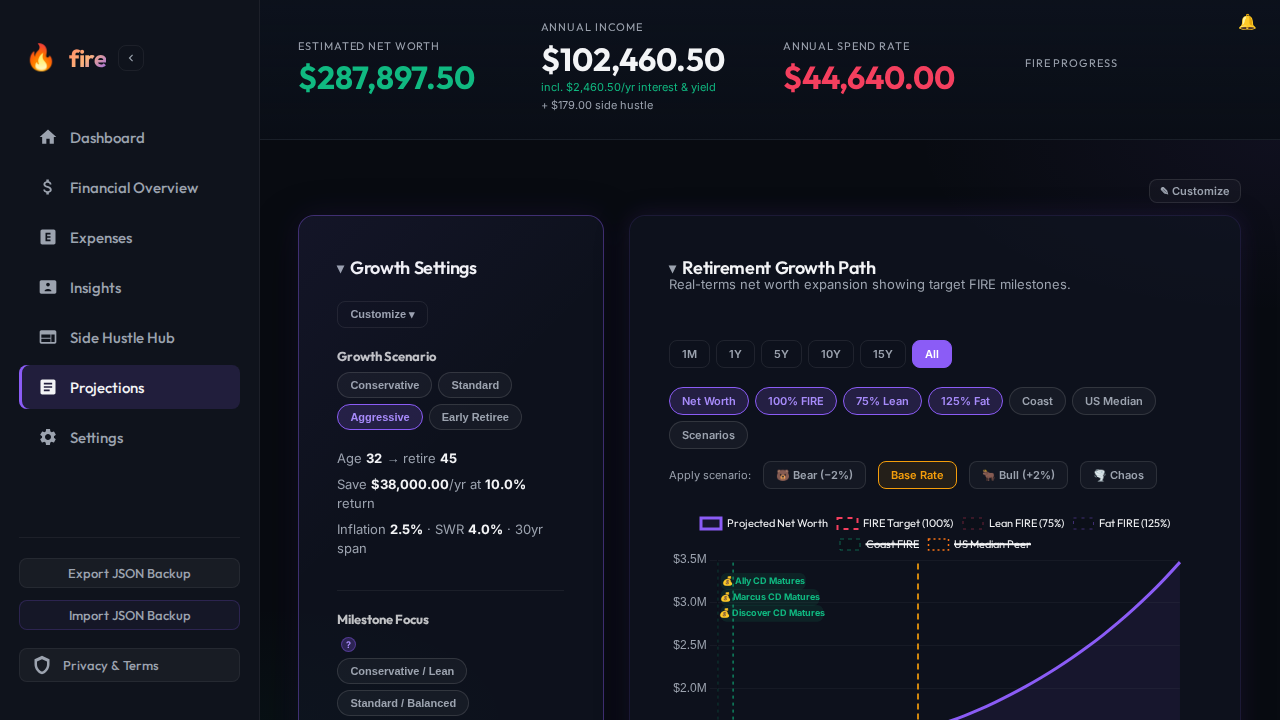 fire
Dashboard
Financial Overview
Expenses
Insights
Side Hustle Hub
Projections
Settings
Export JSON Backup
Import JSON Backup
Privacy & Terms
ESTIMATED NET WORTH
$287,897.50
ANNUAL INCOME
$102,460.50
incl. $2,460.50/yr interest & yield
+ $179.00 side hustle
ANNUAL SPEND RATE
$44,640.00
FIRE PROGRESS
✎ Customize
▾ Growth Settings
Customize ▾
Growth Scenario
Conservative Standard
Aggressive Early Retiree
Age 32 → retire 45
Save $38,000.00/yr at 10.0%
return
Inflation 2.5% · SWR 4.0% · 30yr
span
Milestone Focus
?
Conservative / Lean
Standard / Balanced
▾ Retirement Growth Path
Real-terms net worth expansion showing target FIRE milestones.
1M 1Y 5Y 10Y 15Y All
Net Worth 100% FIRE 75% Lean 125% Fat Coast US Median
Scenarios
Apply scenario: 🐻 Bear (−2%) Base Rate 🐂 Bull (+2%) 🌪️ Chaos
Projected Net Worth FIRE Target (100%) Lean FIRE (75%) Fat FIRE (125%)
Coast FIRE US Median Peer
$3.5M
💰 Ally CD Matures
💰 Marcus CD Matures
$3.0M
💰 Discover CD Matures
$2.5M
$2.0M